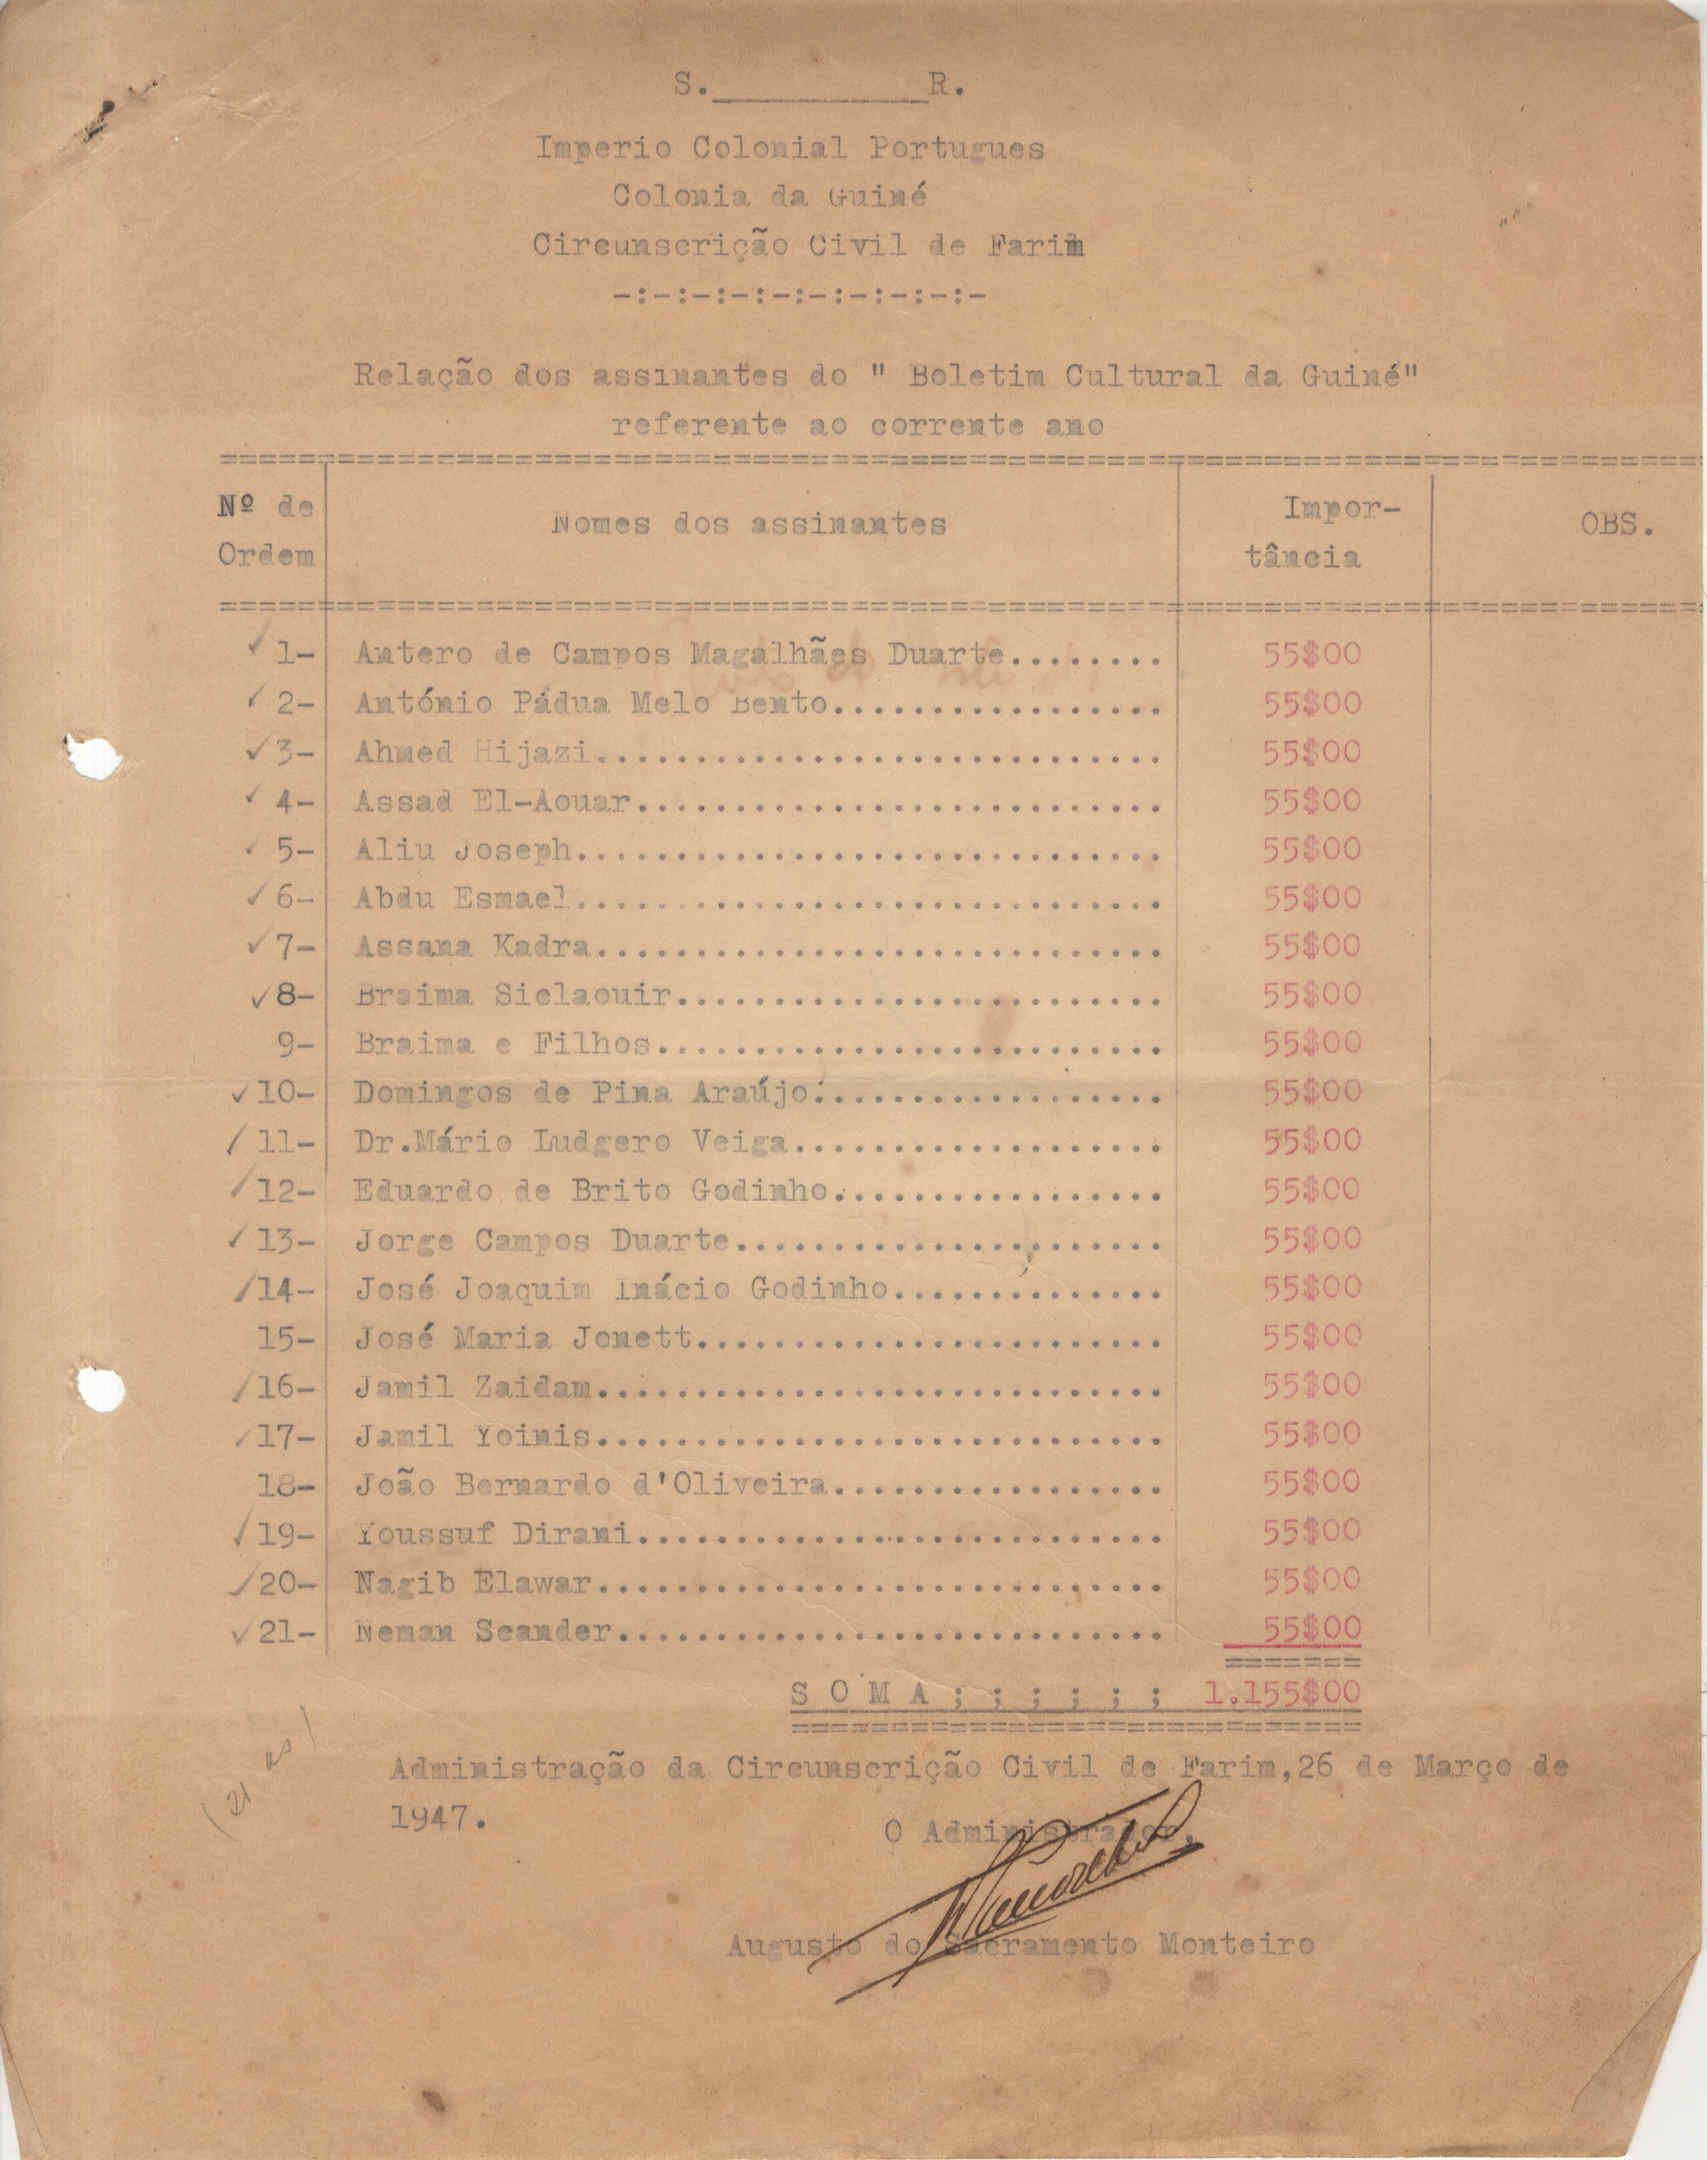 S.___________R.
Imperio Colonial Portugues
Colonia da Guiné
Circunscrição Civil de Farim
-:-:-:-:-:-:-:-:-:-
Relação dos assinantes do " Boletim Cultural da Guiné"
referente ao corrente ano
Nº de Ordem Nomes dos assinantes Impor-tância OBS.
1- Antero de Campos Magalhães Duarte........ 55$00
2- António Pádua Melo Bento................. 55$00
3- Ahmed Hijazi............................. 55$00
4- Assad El-Aouar........................... 55$00
5- Aliu Joseph.............................. 55$00
6- Abdu Esmael.............................. 55$00
7- Assana Kadra............................. 55$00
8- Braima Siclaouir......................... 55$00
9- Braima e Filhos.......................... 55$00
10- Domingos de Pina Araújo:................. 55$00
11- Dr.Mário Ludgero Veiga................... 55$00
12- Eduardo de Brito Godinho................. 55$00
13- Jorge Campos Duarte...................... 55$00
14- José Joaquim Inácio Godinho.............. 55$00
15- José Maria Jonett........................ 55$00
16- Jamil Zaidam............................. 55$00
17- Jamil Yoinis............................. 55$00
18- João Bernardo d'Oliveira................. 55$00
19- Youssuf Dirani........................... 55$00
20- Nagib Elawar............................. 55$00
21- Neman Scander............................ 55$00
S O M A ; ; ; ; ; ; 1.155$00
Administração da Circunscrição Civil de Farim,26 de Março de
1947.
O Administrador,
Augusto do Sacramento Monteiro